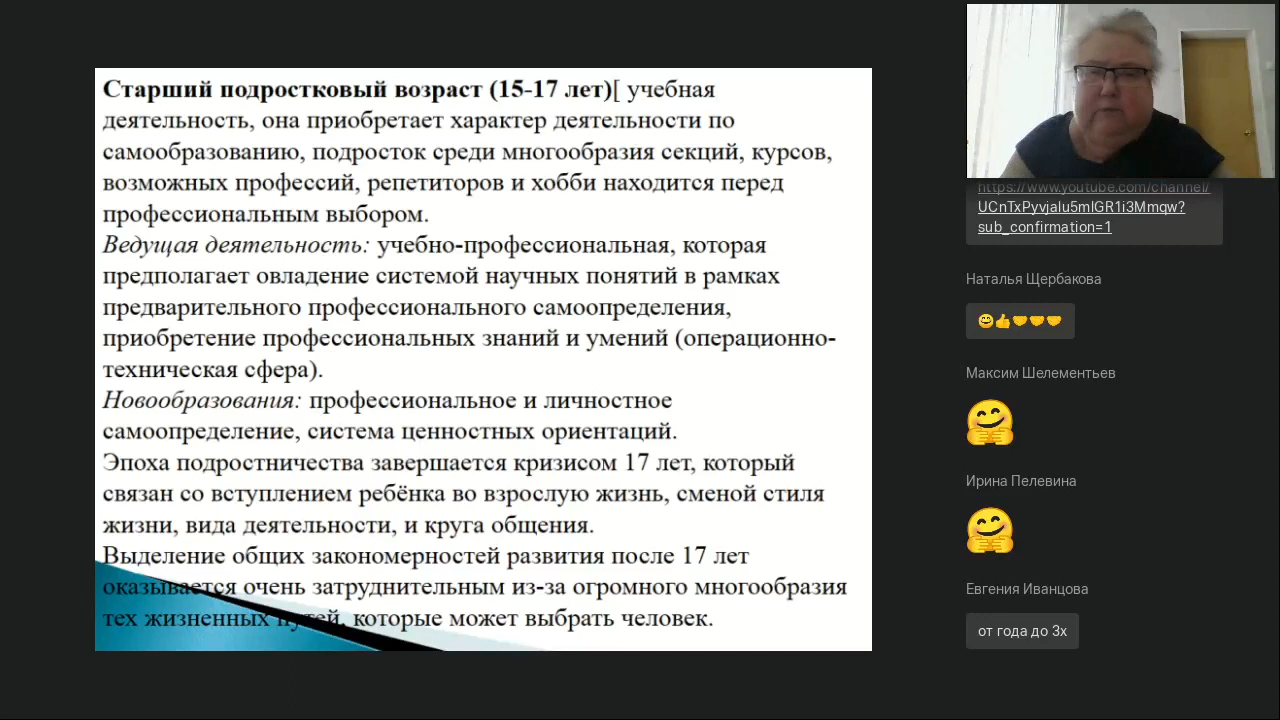 Старший подростковый возраст (15-17 лет)[ учебная
деятельность, она приобретает характер деятельности по
самообразованию, подросток среди многообразия секций, курсов,
возможных профессий, репетиторов и хобби находится перед
профессиональным выбором.
Ведущая деятельность: учебно-профессиональная, которая
предполагает овладение системой научных понятий в рамках
предварительного профессионального самоопределения,
приобретение профессиональных знаний и умений (операционно-
техническая сфера).
Новообразования: профессиональное и личностное
самоопределение, система ценностных ориентаций.
Эпоха подростничества завершается кризисом 17 лет, который
связан со вступлением ребёнка во взрослую жизнь, сменой стиля
жизни, вида деятельности, и круга общения.
Выделение общих закономерностей развития после 17 лет
оказывается очень затруднительным из-за огромного многообразия
тех жизненных путей, которые может выбрать человек.
https://www.youtube.com/channel/
UCnTxPyvjalu5mlGR1i3Mmqw?
sub_confirmation=1
Наталья Щербакова
Максим Шелементьев
Ирина Пелевина
Евгения Иванцова
от года до 3х